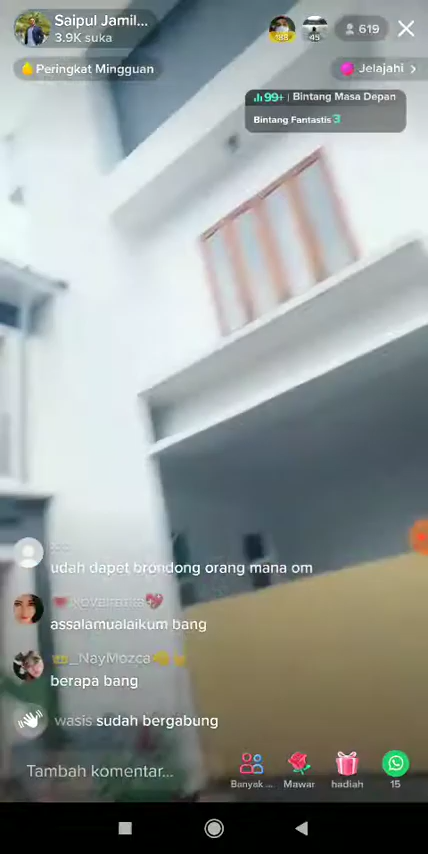 Saipul Jamil...
3.9K suka
188
45
619
Peringkat Mingguan
Jelajahi >
99+ | Bintang Masa Depan
Bintang Fantastis 3
udah dapet brondong orang mana om
assalamualaikum bang
_NayMozca
berapa bang
wasis sudah bergabung
Tambah komentar...
Banyak ...
Mawar
hadiah
15